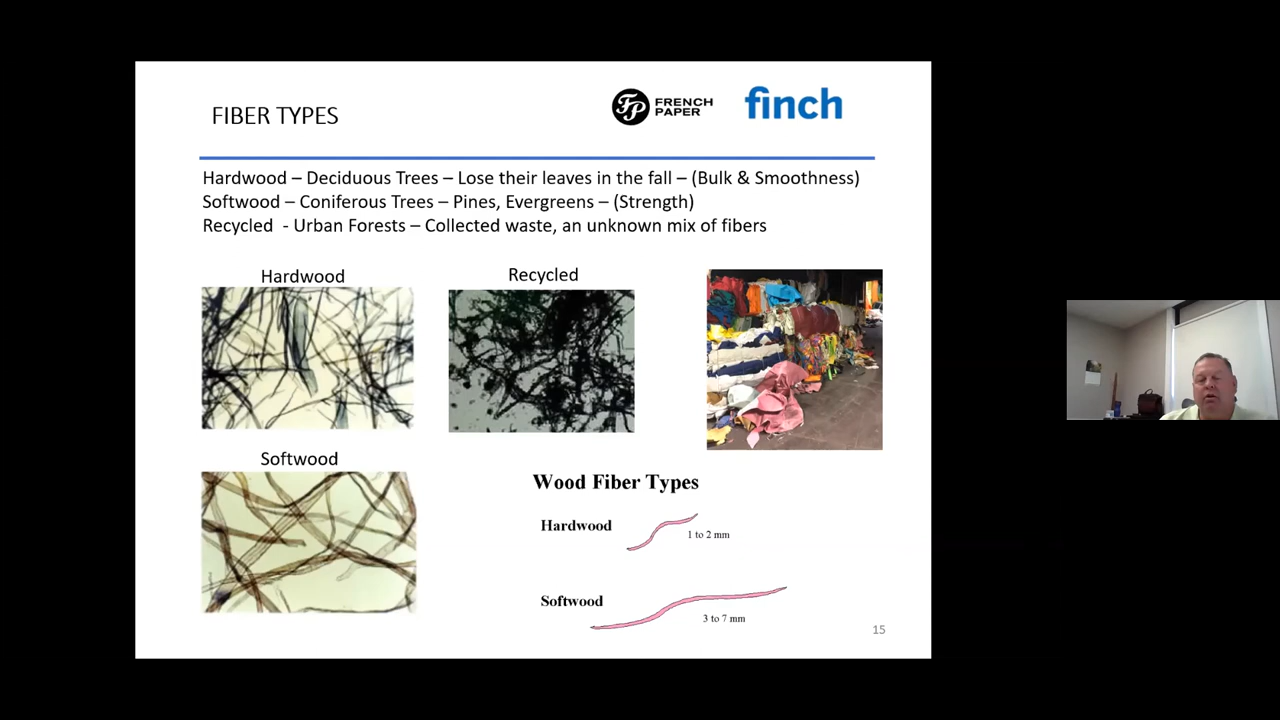 FIBER TYPES
FP FRENCH
PAPER
finch
Hardwood – Deciduous Trees – Lose their leaves in the fall – (Bulk & Smoothness)
Softwood – Coniferous Trees – Pines, Evergreens – (Strength)
Recycled - Urban Forests – Collected waste, an unknown mix of fibers
Hardwood
Recycled
Softwood
Wood Fiber Types
Hardwood
1 to 2 mm
Softwood
3 to 7 mm
15